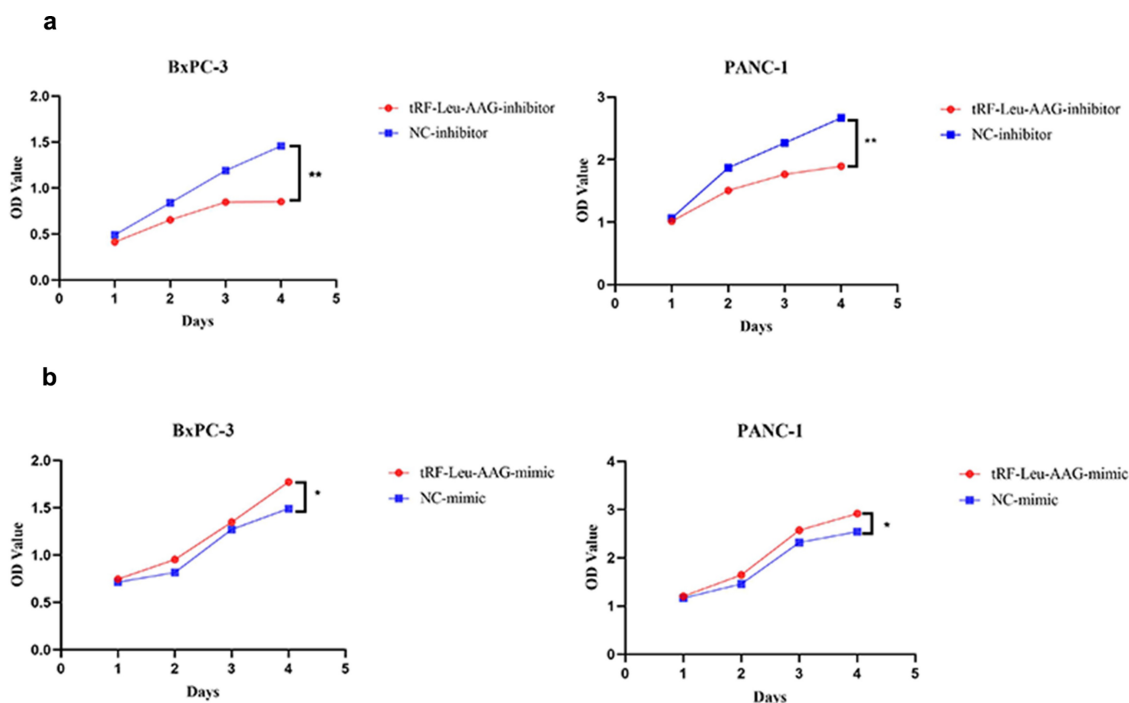 a
BxPC-3
PANC-1
2.0
1.5
1.0
0.5
0.0
OD Value
0 1 2 3 4 5
Days
tRF-Leu-AAG-inhibitor
NC-inhibitor
**
3
2
1
0
OD Value
0 1 2 3 4 5
Days
tRF-Leu-AAG-inhibitor
NC-inhibitor
**
b
BxPC-3
PANC-1
2.0
1.5
1.0
0.5
0.0
OD Value
0 1 2 3 4 5
Days
tRF-Leu-AAG-mimic
NC-mimic
*
4
3
2
1
0
OD Value
0 1 2 3 4 5
Days
tRF-Leu-AAG-mimic
NC-mimic
*